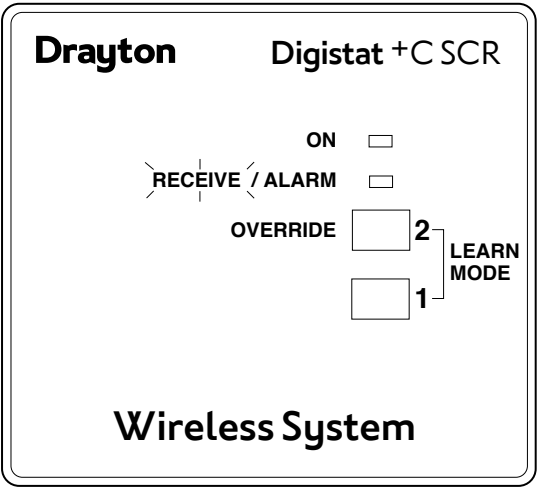 Drayton Digistat +C SCR
ON
RECEIVE / ALARM
OVERRIDE 2
LEARN
MODE
1
Wireless System